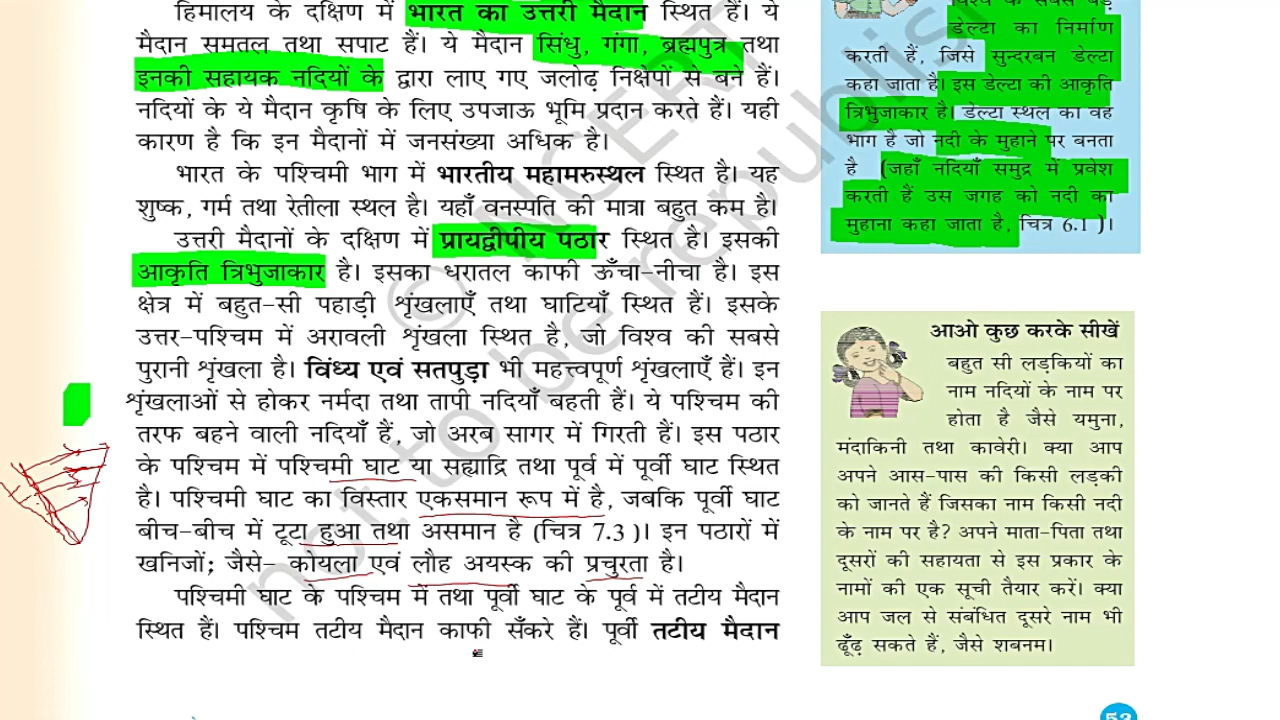 हिमालय के दक्षिण में भारत का उत्तरी मैदान स्थित हैं। ये
मैदान समतल तथा सपाट हैं। ये मैदान सिंधु, गंगा, ब्रह्मपुत्र तथा
इनकी सहायक नदियों के द्वारा लाए गए जलोढ़ निक्षेपों से बने हैं।
नदियों के ये मैदान कृषि के लिए उपजाऊ भूमि प्रदान करते हैं। यही
कारण है कि इन मैदानों में जनसंख्या अधिक है।
भारत के पश्चिमी भाग में भारतीय महामरुस्थल स्थित है। यह
शुष्क, गर्म तथा रेतीला स्थल है। यहाँ वनस्पति की मात्रा बहुत कम है।
उत्तरी मैदानों के दक्षिण में प्रायद्वीपीय पठार स्थित है। इसकी
आकृति त्रिभुजाकार है। इसका धरातल काफी ऊँचा-नीचा है। इस
क्षेत्र में बहुत-सी पहाड़ी शृंखलाएँ तथा घाटियाँ स्थित हैं। इसके
उत्तर-पश्चिम में अरावली शृंखला स्थित है, जो विश्व की सबसे
पुरानी शृंखला है। विंध्य एवं सतपुड़ा भी महत्त्वपूर्ण शृंखलाएँ हैं। इन
शृंखलाओं से होकर नर्मदा तथा तापी नदियाँ बहती हैं। ये पश्चिम की
तरफ बहने वाली नदियाँ हैं, जो अरब सागर में गिरती हैं। इस पठार
के पश्चिम में पश्चिमी घाट या सह्याद्रि तथा पूर्व में पूर्वी घाट स्थित
है। पश्चिमी घाट का विस्तार एकसमान रूप में है, जबकि पूर्वी घाट
बीच-बीच में टूटा हुआ तथा असमान है (चित्र 7.3)। इन पठारों में
खनिजों; जैसे- कोयला एवं लौह अयस्क की प्रचुरता है।
पश्चिमी घाट के पश्चिम में तथा पूर्वी घाट के पूर्व में तटीय मैदान
स्थित हैं। पश्चिम तटीय मैदान काफी सँकरे हैं। पूर्वी तटीय मैदान
विश्व के सबसे बड़े
डेल्टा का निर्माण
करती हैं, जिसे सुन्दरबन डेल्टा
कहा जाता है। इस डेल्टा की आकृति
त्रिभुजाकार है। डेल्टा स्थल का वह
भाग है जो नदी के मुहाने पर बनता
है (जहाँ नदियाँ समुद्र में प्रवेश
करती हैं उस जगह को नदी का
मुहाना कहा जाता है, चित्र 6.1 )।
आओ कुछ करके सीखें
बहुत सी लड़कियों का
नाम नदियों के नाम पर
होता है जैसे यमुना,
मंदाकिनी तथा कावेरी। क्या आप
अपने आस-पास की किसी लड़की
को जानते हैं जिसका नाम किसी नदी
के नाम पर है? अपने माता-पिता तथा
दूसरों की सहायता से इस प्रकार के
नामों की एक सूची तैयार करें। क्या
आप जल से संबंधित दूसरे नाम भी
ढूँढ़ सकते हैं, जैसे शबनम।
© NCERT
not to be republis